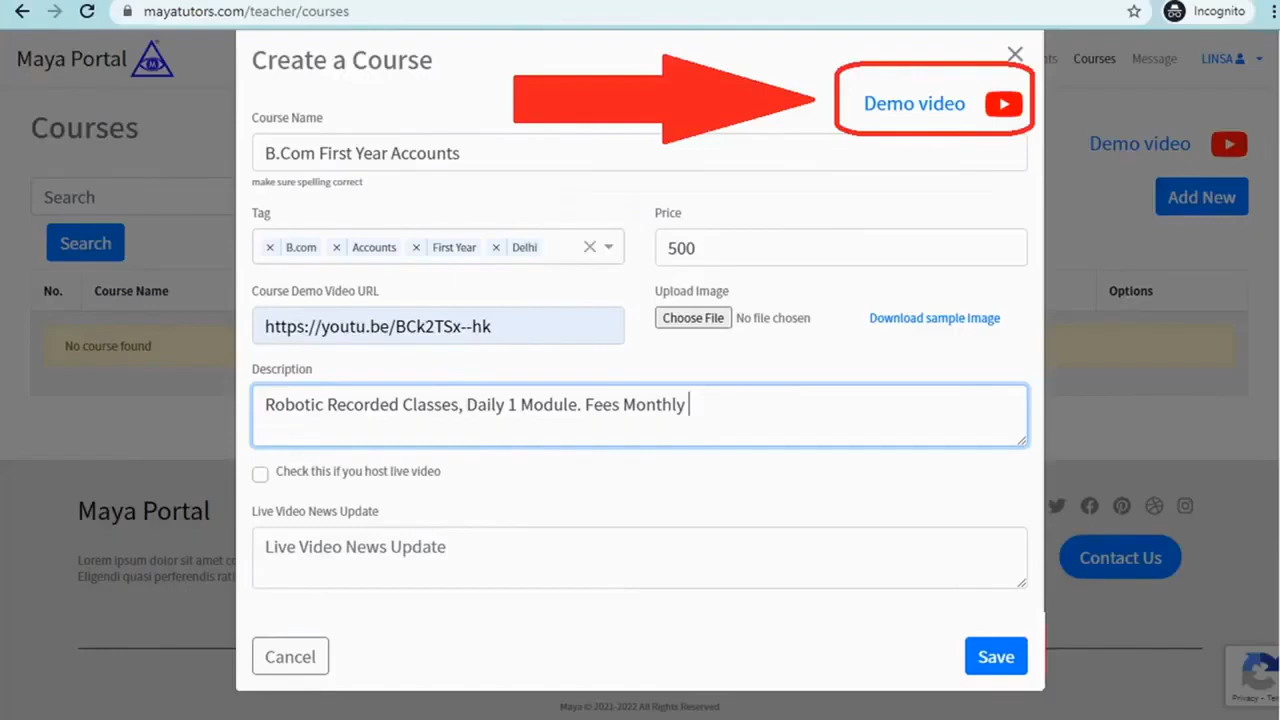 mayatutors.com/teacher/courses
Incognito
Maya Portal
Create a Course
nts Courses Message LINSA
Courses
Demo video
Demo video
Course Name
B.Com First Year Accounts
make sure spelling correct
Search
Add New
Search
Tag
Price
× B.com × Accounts × First Year × Delhi
500
No.
Course Name
Options
Course Demo Video URL
Upload Image
https://youtu.be/BCk2TSx--hk
Choose File No file chosen
Download sample Image
No course found
Description
Robotic Recorded Classes, Daily 1 Module. Fees Monthly
Check this if you host live video
Maya Portal
Live Video News Update
Live Video News Update
Lorem ipsum dolor sit amet co
Eligendi quasi perferendis rati
Contact Us
Cancel
Save
Privacy - Ter
Maya © 2021-2022 All Rights Reserved